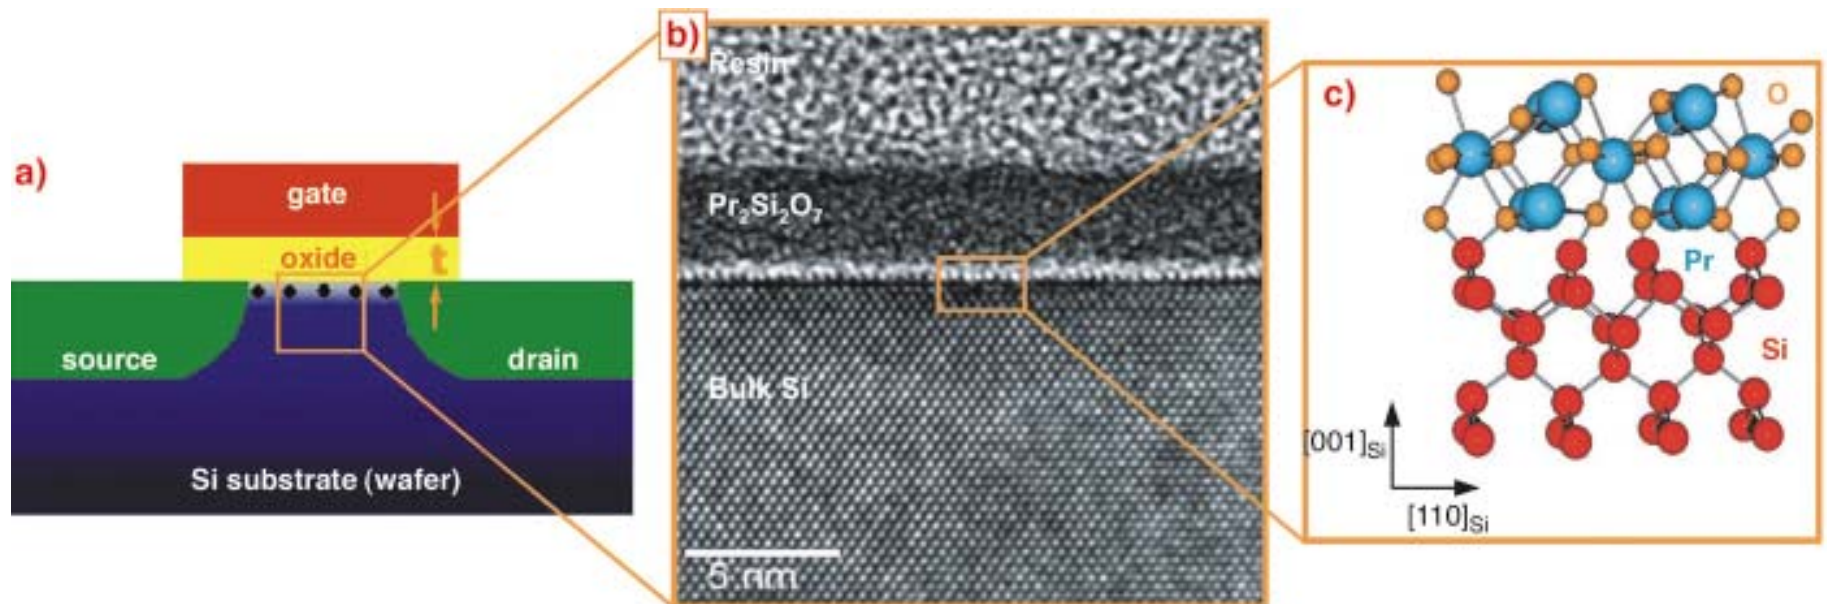 a)
gate
oxide
t
source
drain
Si substrate (wafer)
b)
Resin
Pr₂Si₂O₇
Bulk Si
5 nm
c)
O
Pr
Si
[001]Si
[110]Si